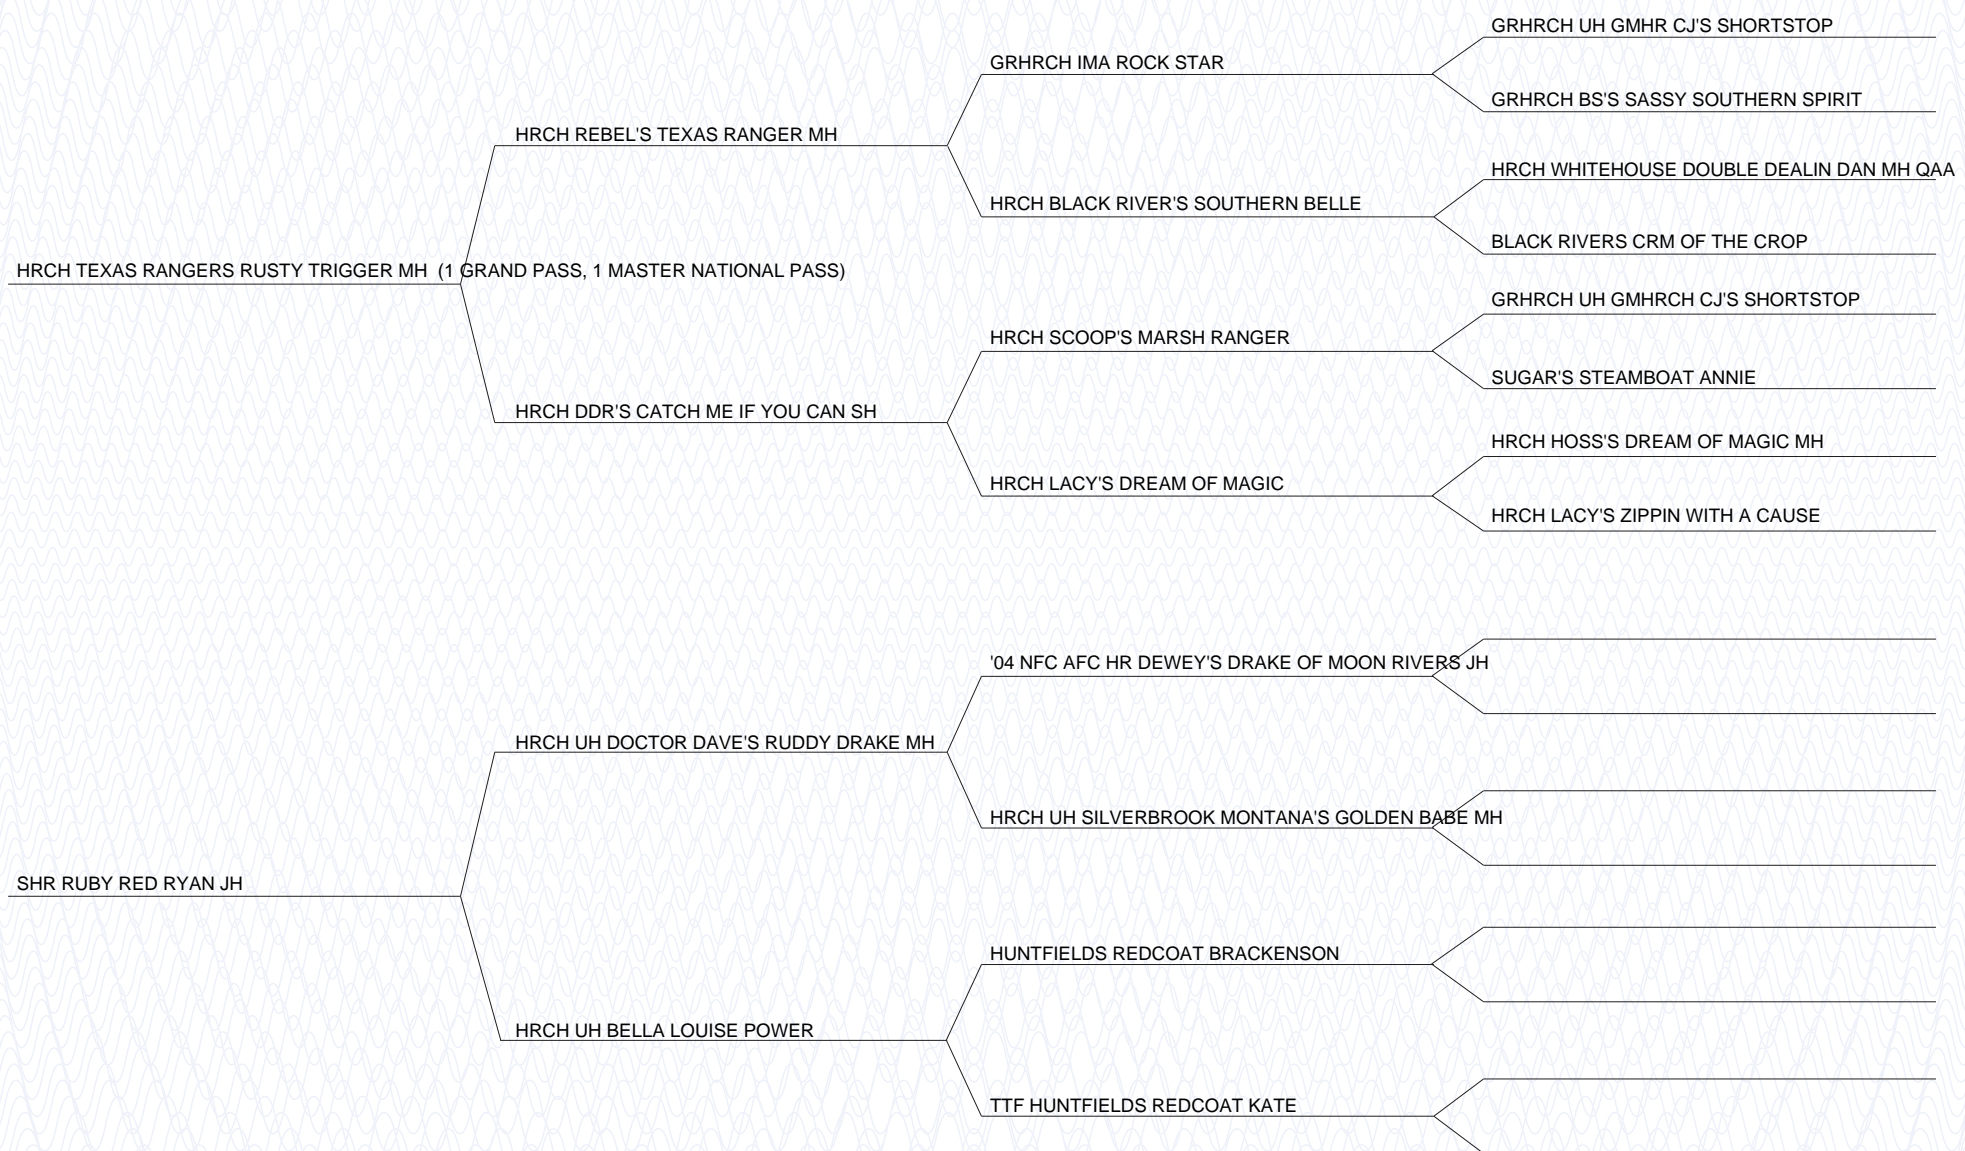 GRHRCH UH GMHR CJ'S SHORTSTOP
GRHRCH IMA ROCK STAR
GRHRCH BS'S SASSY SOUTHERN SPIRIT
HRCH REBEL'S TEXAS RANGER MH
HRCH WHITEHOUSE DOUBLE DEALIN DAN MH QAA
HRCH BLACK RIVER'S SOUTHERN BELLE
BLACK RIVERS CRM OF THE CROP
HRCH TEXAS RANGERS RUSTY TRIGGER MH (1 GRAND PASS, 1 MASTER NATIONAL PASS)
GRHRCH UH GMHRCH CJ'S SHORTSTOP
HRCH SCOOP'S MARSH RANGER
SUGAR'S STEAMBOAT ANNIE
HRCH DDR'S CATCH ME IF YOU CAN SH
HRCH HOSS'S DREAM OF MAGIC MH
HRCH LACY'S DREAM OF MAGIC
HRCH LACY'S ZIPPIN WITH A CAUSE
'04 NFC AFC HR DEWEY'S DRAKE OF MOON RIVERS JH
HRCH UH DOCTOR DAVE'S RUDDY DRAKE MH
HRCH UH SILVERBROOK MONTANA'S GOLDEN BABE MH
SHR RUBY RED RYAN JH
HUNTFIELDS REDCOAT BRACKENSON
HRCH UH BELLA LOUISE POWER
TTF HUNTFIELDS REDCOAT KATE